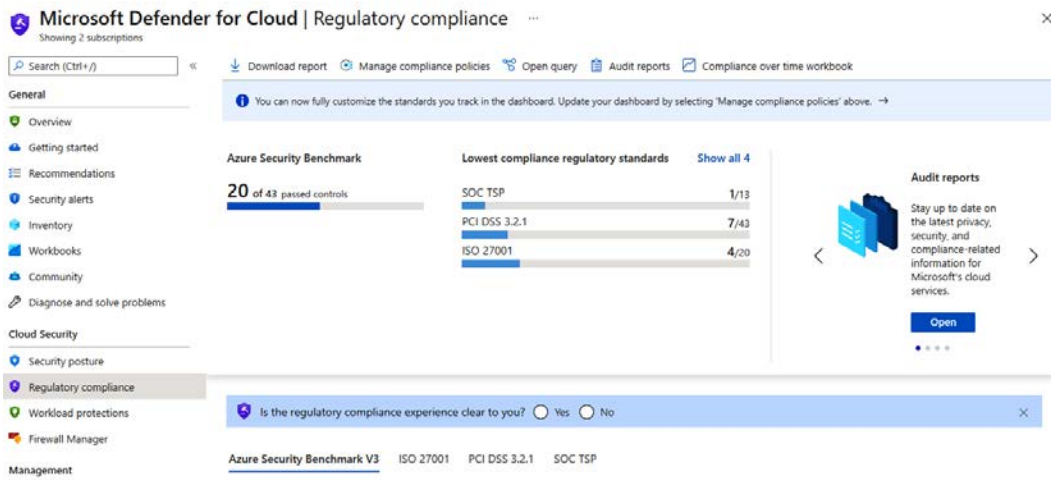 Microsoft Defender for Cloud | Regulatory compliance ...
Showing 2 subscriptions
Search (Ctrl+/)
«
Download report
Manage compliance policies
Open query
Audit reports
Compliance over time workbook
General
Overview
Getting started
Recommendations
Security alerts
Inventory
Workbooks
Community
Diagnose and solve problems
Cloud Security
Security posture
Regulatory compliance
Workload protections
Firewall Manager
Management
You can now fully customize the standards you track in the dashboard. Update your dashboard by selecting 'Manage compliance policies' above. →
Azure Security Benchmark
20 of 43 passed controls
Lowest compliance regulatory standards Show all 4
SOC TSP 1/13
PCI DSS 3.2.1 7/43
ISO 27001 4/20
Audit reports
Stay up to date on
the latest privacy,
security, and
compliance-related
information for
Microsoft's cloud
services.
Open
Is the regulatory compliance experience clear to you? Yes No
Azure Security Benchmark V3 ISO 27001 PCI DSS 3.2.1 SOC TSP